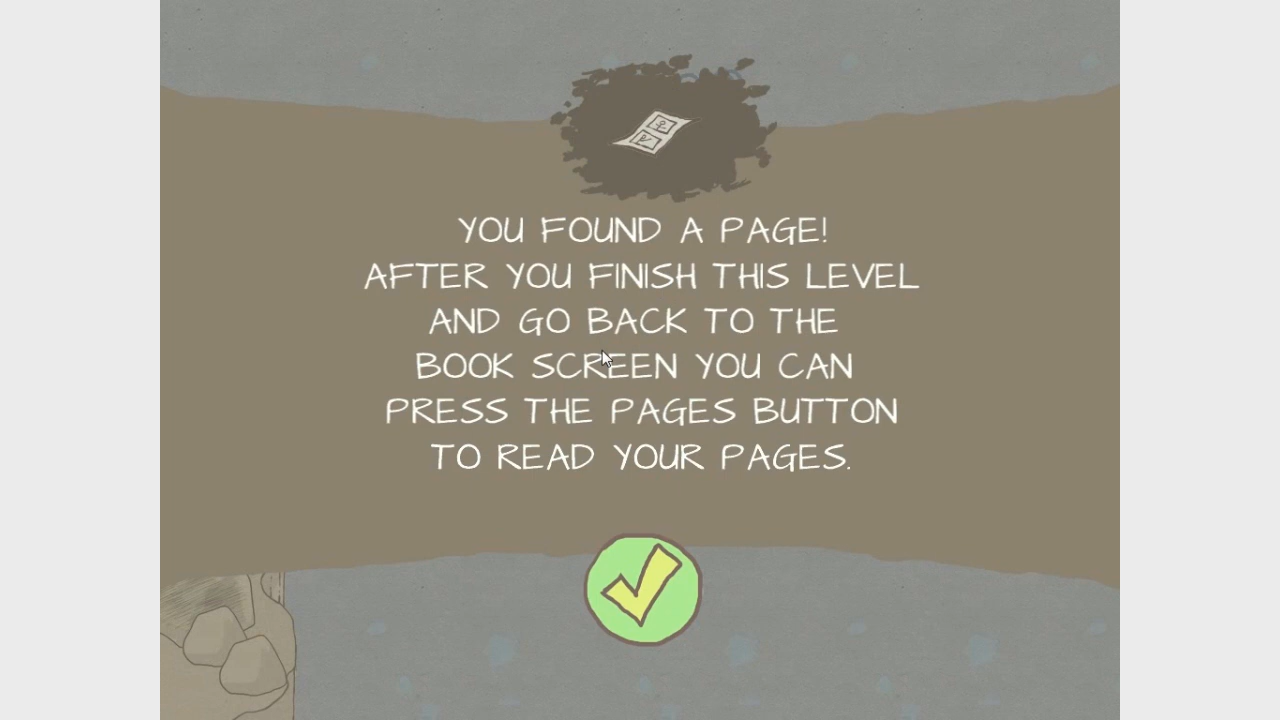 YOU FOUND A PAGE!
AFTER YOU FINISH THIS LEVEL
AND GO BACK TO THE
BOOK SCREEN YOU CAN
PRESS THE PAGES BUTTON
TO READ YOUR PAGES.